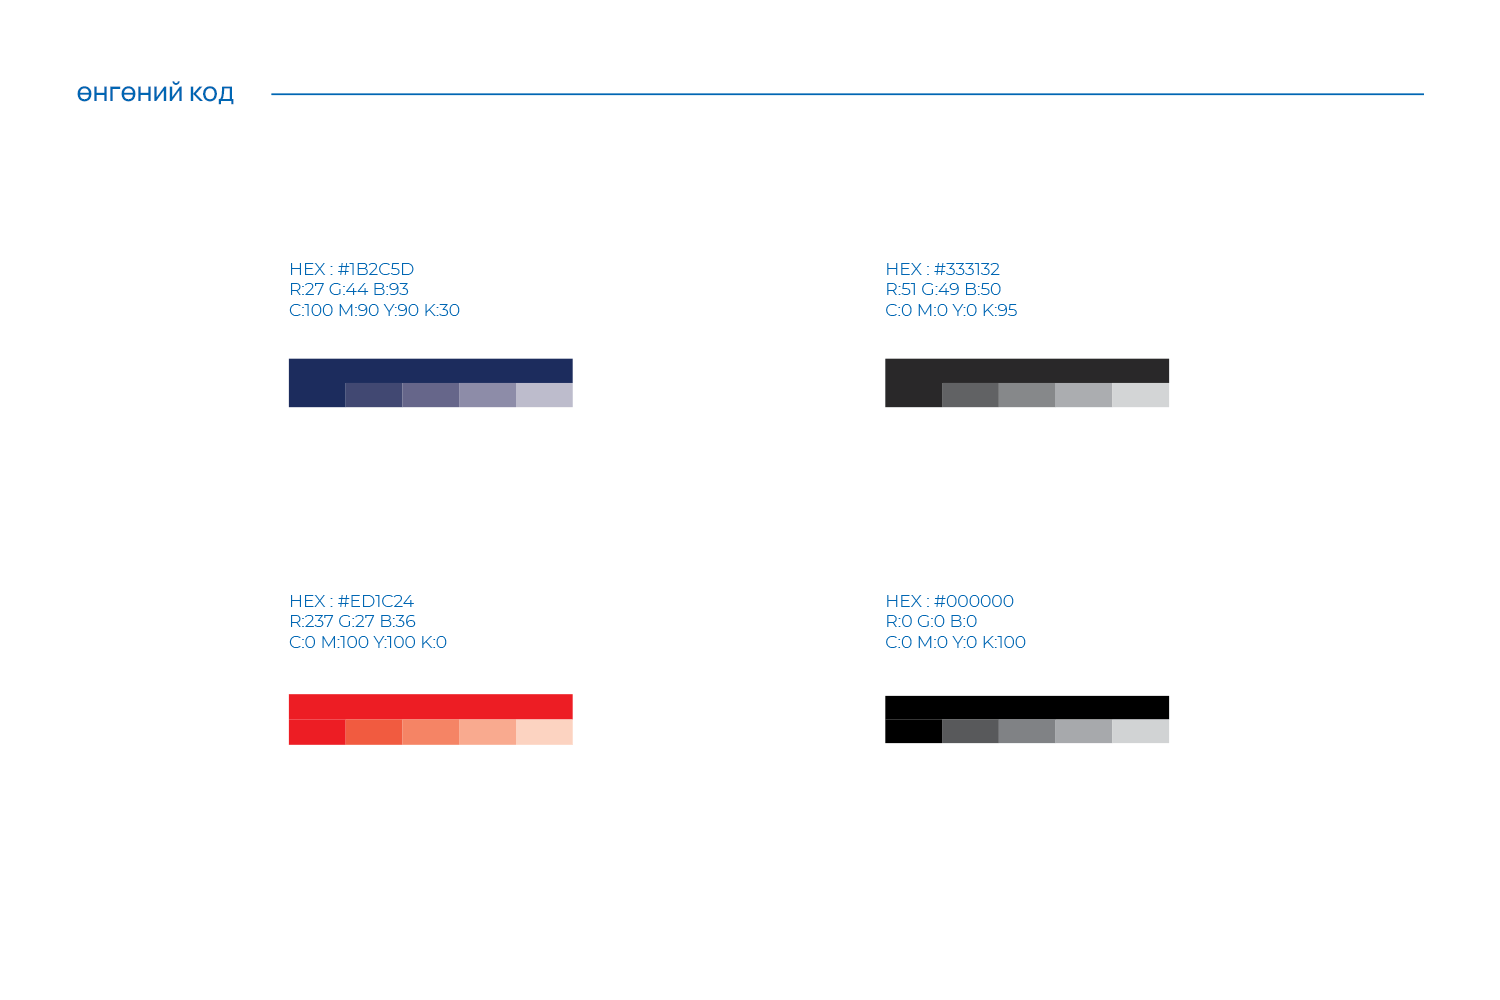 өнгөний код
HEX : #1B2C5D
R:27 G:44 B:93
C:100 M:90 Y:90 K:30
HEX : #333132
R:51 G:49 B:50
C:0 M:0 Y:0 K:95
HEX : #ED1C24
R:237 G:27 B:36
C:0 M:100 Y:100 K:0
HEX : #000000
R:0 G:0 B:0
C:0 M:0 Y:0 K:100